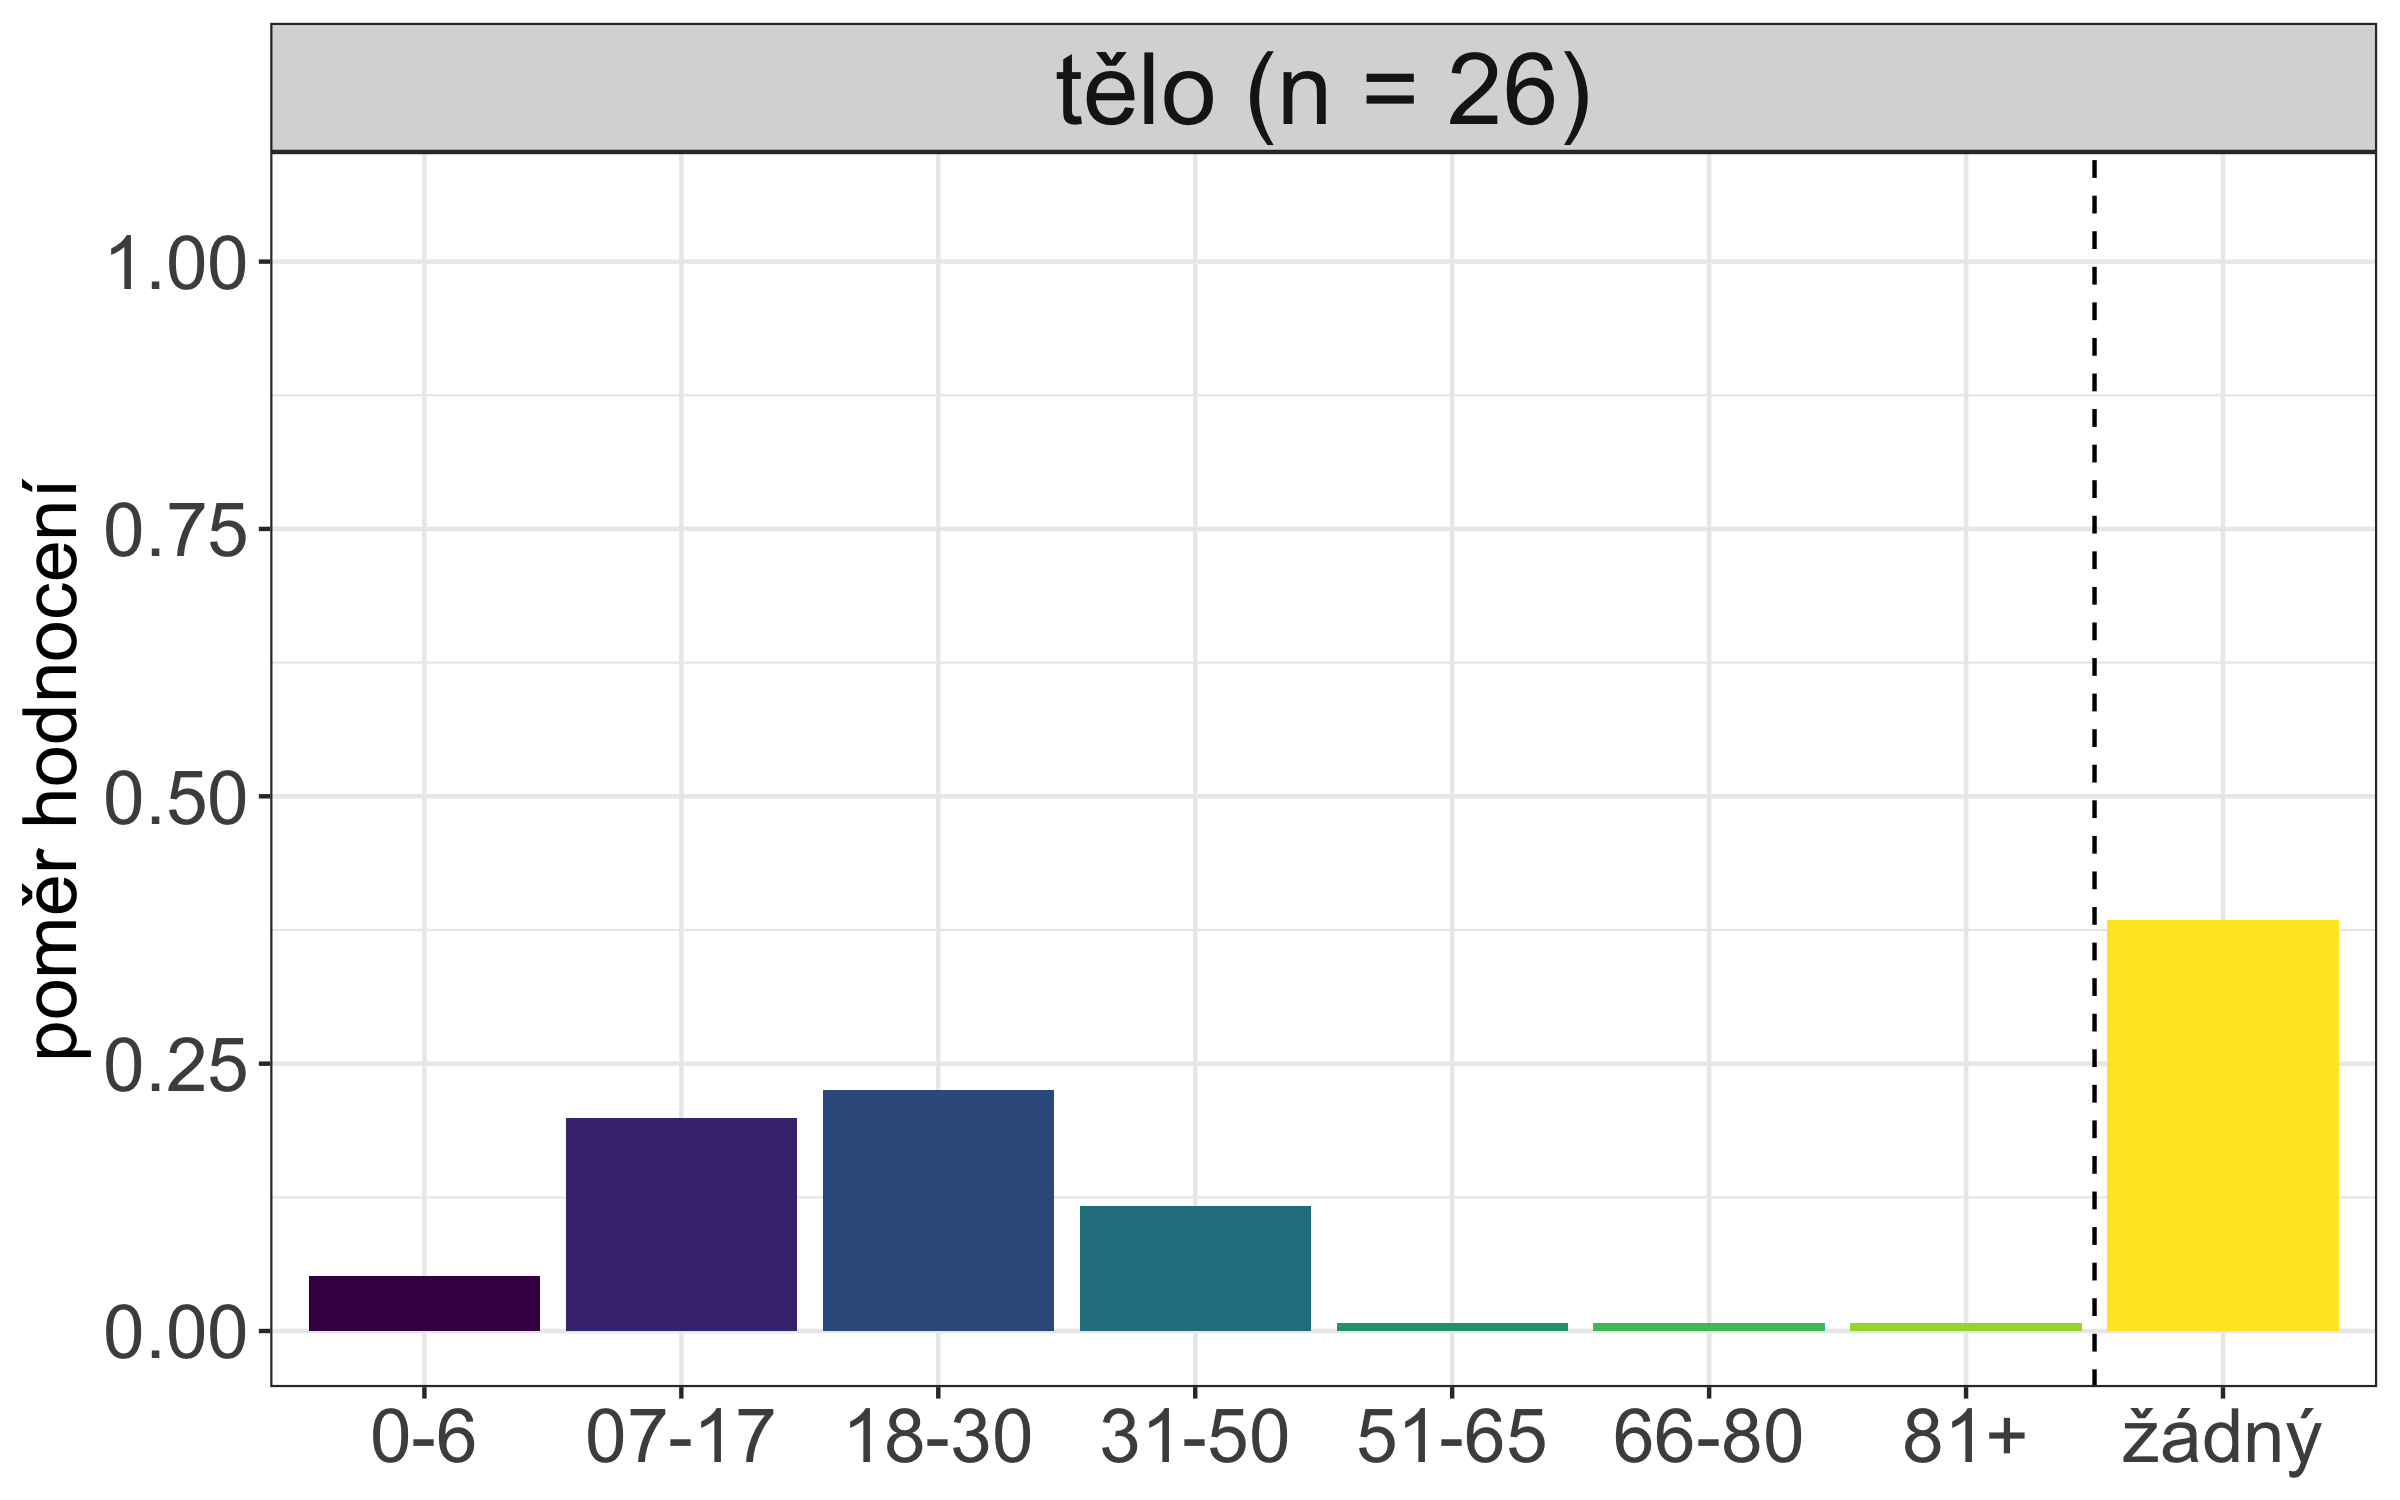 tělo (n = 26)
poměr hodnocení
1.00
0.75
0.50
0.25
0.00
0-6 07-17 18-30 31-50 51-65 66-80 81+ žádný